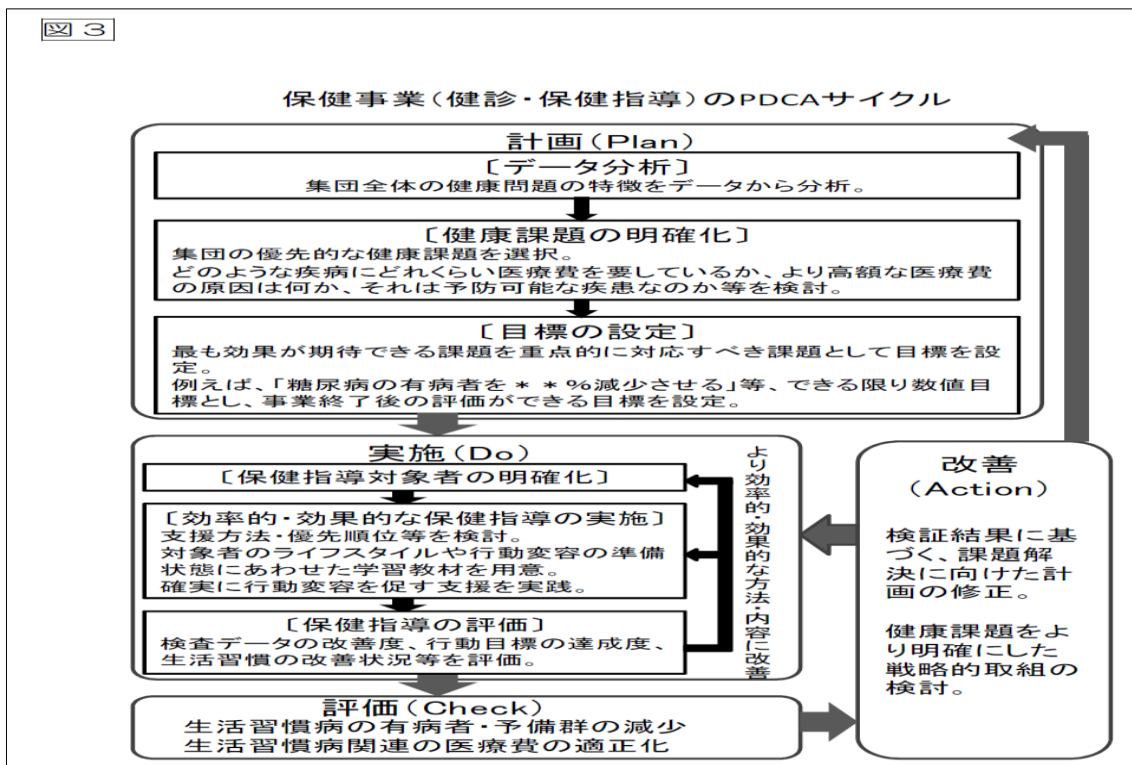 図３
保健事業(健診・保健指導)のPDCAサイクル
計画(Plan)
〔データ分析〕
集団全体の健康問題の特徴をデータから分析。
〔健康課題の明確化〕
集団の優先的な健康課題を選択。
どのような疾病にどれくらい医療費を要しているか、より高額な医療費
の原因は何か、それは予防可能な疾患なのか等を検討。
〔目標の設定〕
最も効果が期待できる課題を重点的に対応すべき課題として目標を設
定。
例えば、「糖尿病の有病者を＊＊％減少させる」等、できる限り数値目
標とし、事業終了後の評価ができる目標を設定。
実施(Do)
〔保健指導対象者の明確化〕
〔効率的・効果的な保健指導の実施〕
支援方法・優先順位等を検討。
対象者のライフスタイルや行動変容の準備
状態にあわせた学習教材を用意。
確実に行動変容を促す支援を実践。
〔保健指導の評価〕
検査データの改善度、行動目標の達成度、
生活習慣の改善状況等を評価。
より効率的・効果的な方法・内容に改善
評価(Check)
生活習慣病の有病者・予備群の減少
生活習慣病関連の医療費の適正化
改善
(Action)
検証結果に基
づく、課題解
決に向けた計
画の修正。
健康課題をよ
り明確にした
戦略的取組の
検討。